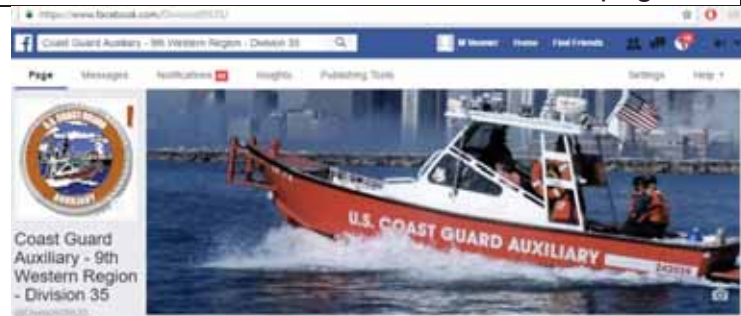 https://www.facebook.com/Division3535/
Coast Guard Auxiliary - 9th Western Region - Division 35
Home Find Friends
Page Messages Notifications Insights Publishing Tools Settings Help
U.S. COAST GUARD
AUXILIARY
U.S. COAST GUARD AUXILIARY
Coast Guard
Auxiliary - 9th
Western Region
- Division 35